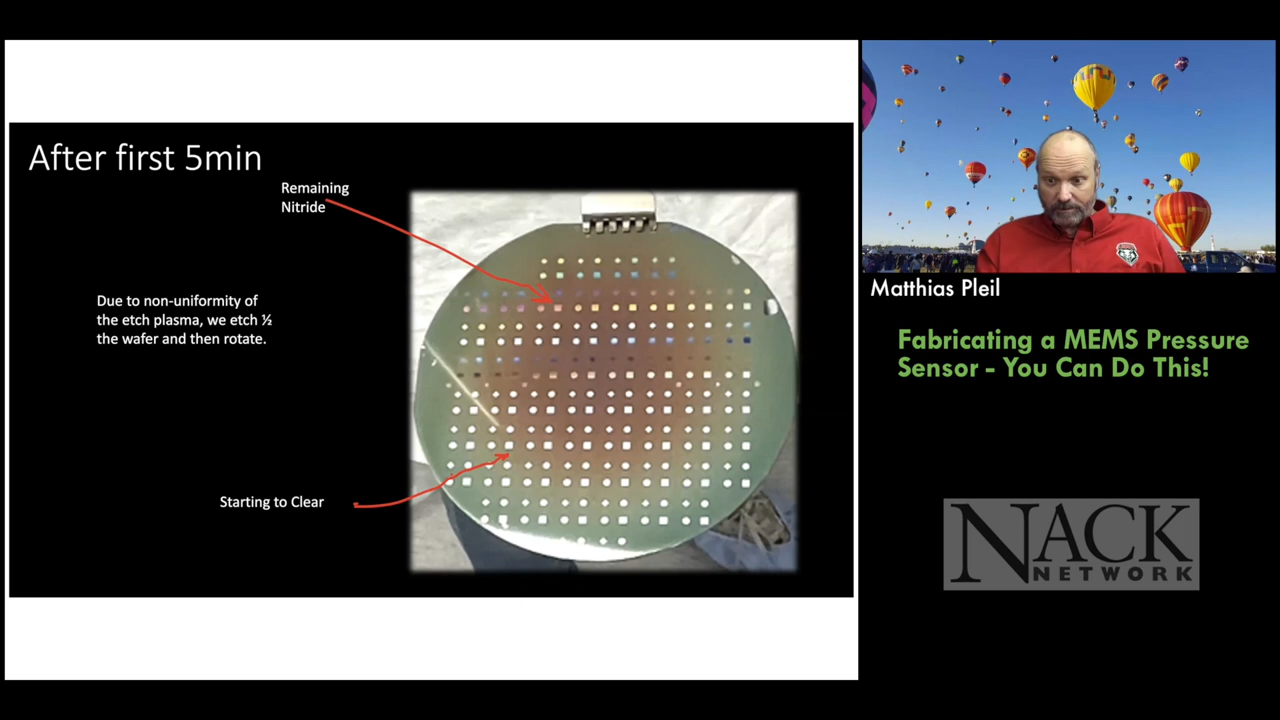 After first 5min
Remaining
Nitride
Due to non-uniformity of
the etch plasma, we etch ½
the wafer and then rotate.
Starting to Clear
Matthias Pleil
Fabricating a MEMS Pressure
Sensor - You Can Do This!
NACK
NETWORK